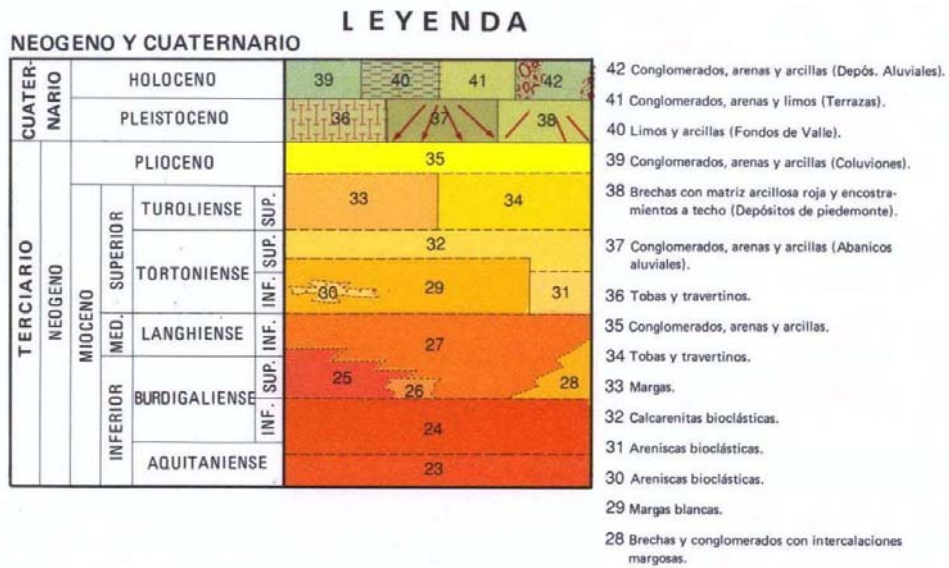 LEYENDA
NEOGENO Y CUATERNARIO
CUATER-
NARIO
HOLOCENO
39
40
41
42
PLEISTOCENO
36
37
38
TERCIARIO
NEOGENO
PLIOCENO
35
MIOCENO
SUPERIOR
TUROLIENSE
SUP.
33
34
TORTONIENSE
SUP.
32
INF.
30
29
31
MED.
LANGHIENSE
INF.
27
INFERIOR
BURDIGALIENSE
SUP.
25
26
28
INF.
24
AQUITANIENSE
23
42 Conglomerados, arenas y arcillas (Depós. Aluviales).
41 Conglomerados, arenas y limos (Terrazas).
40 Limos y arcillas (Fondos de Valle).
39 Conglomerados, arenas y arcillas (Coluviones).
38 Brechas con matriz arcillosa roja y encostra-
mientos a techo (Depósitos de piedemonte).
37 Conglomerados, arenas y arcillas (Abanicos
aluviales).
36 Tobas y travertinos.
35 Conglomerados, arenas y arcillas.
34 Tobas y travertinos.
33 Margas.
32 Calcarenitas bioclásticas.
31 Areniscas bioclásticas.
30 Areniscas bioclásticas.
29 Margas blancas.
28 Brechas y conglomerados con intercalaciones
margosas.